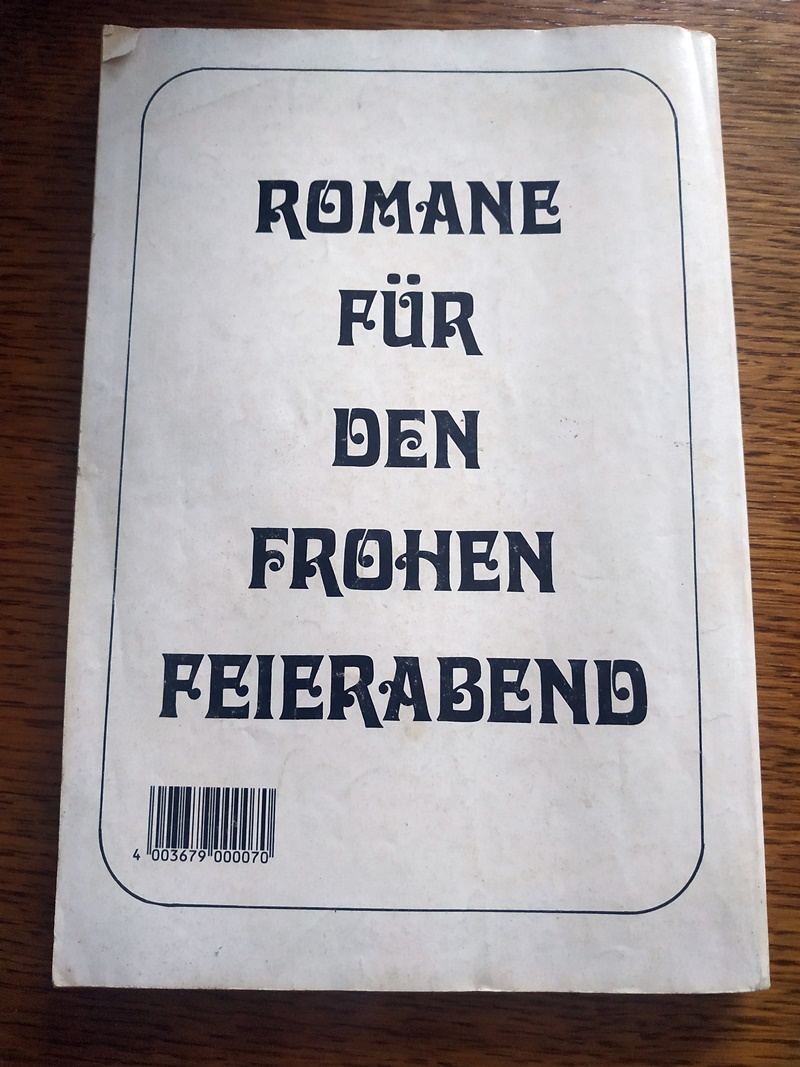 ROMANE
FÜR
DEN
FROHEN
FEIERABEND
4 003679 000070